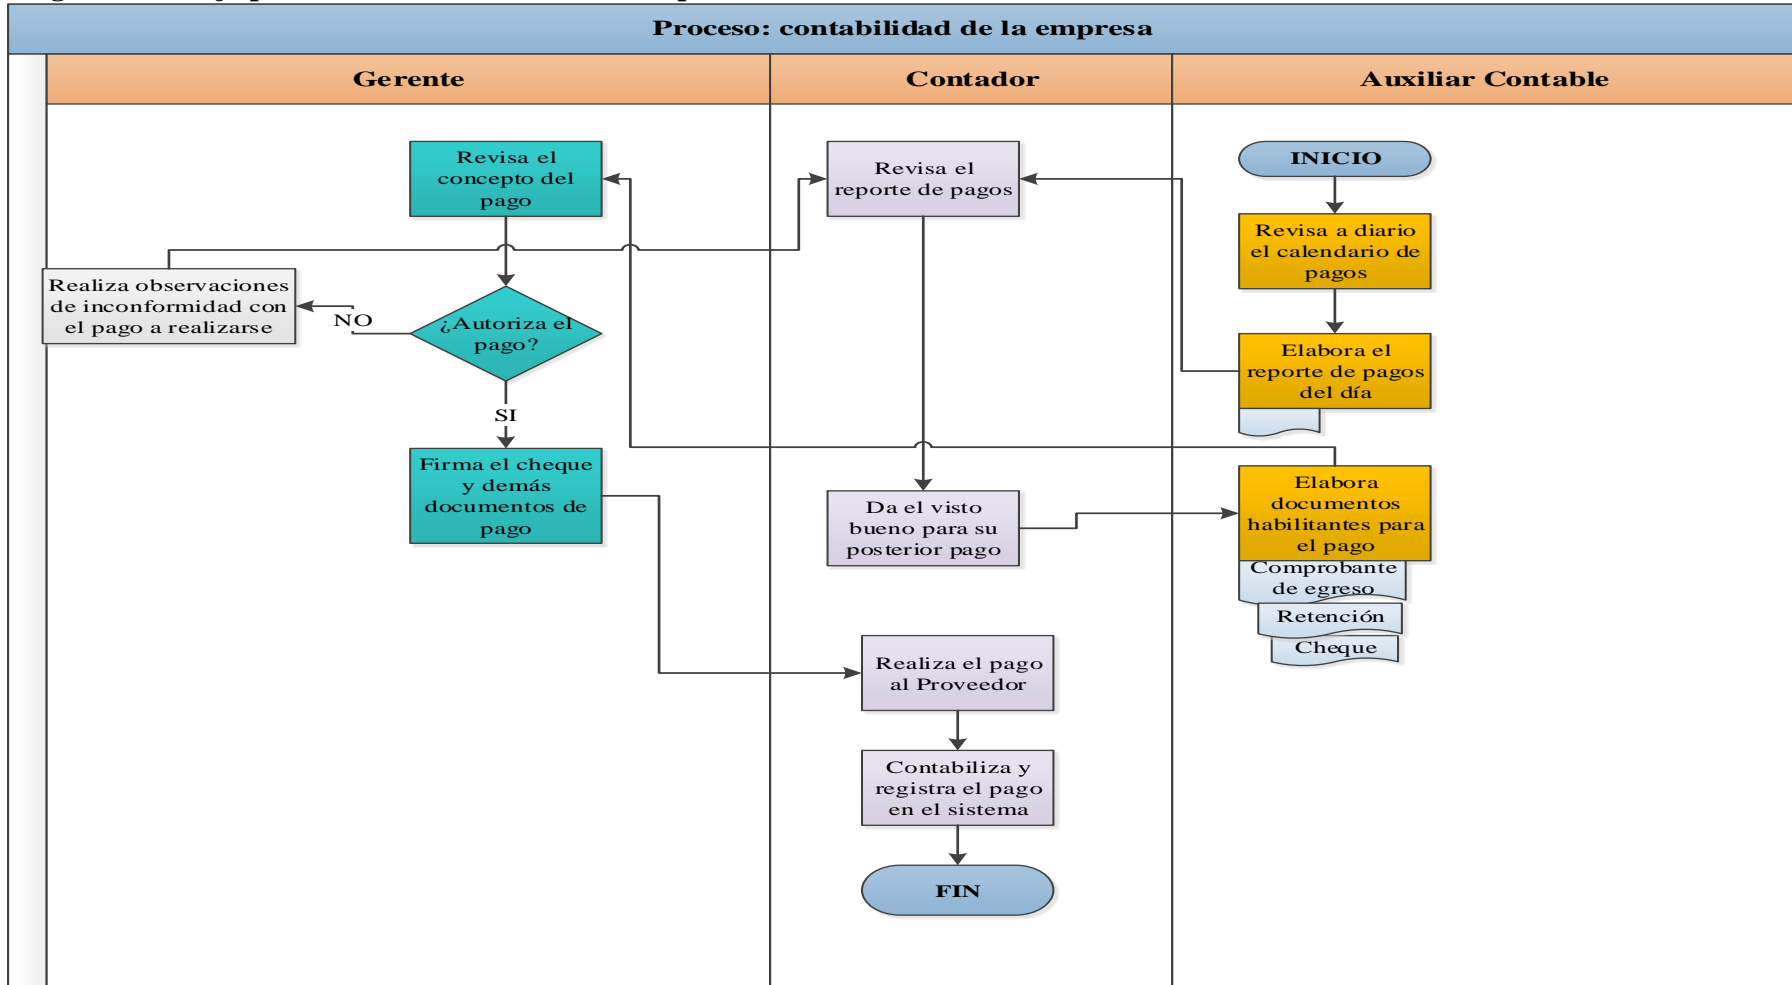 Proceso: contabilidad de la empresa
Gerente
Contador
Auxiliar Contable
Revisa el
concepto del
pago
Revisa el
reporte de pagos
INICIO
Revisa a diario
el calendario de
pagos
Realiza observaciones
de inconformidad con
el pago a realizarse
NO
¿Autoriza el
pago?
Elabora el
reporte de pagos
del día
SI
Firma el cheque
y demás
documentos de
pago
Da el visto
bueno para su
posterior pago
Elabora
documentos
habilitantes para
el pago
Comprobante
de egreso
Retención
Cheque
Realiza el pago
al Proveedor
Contabiliza y
registra el pago
en el sistema
FIN